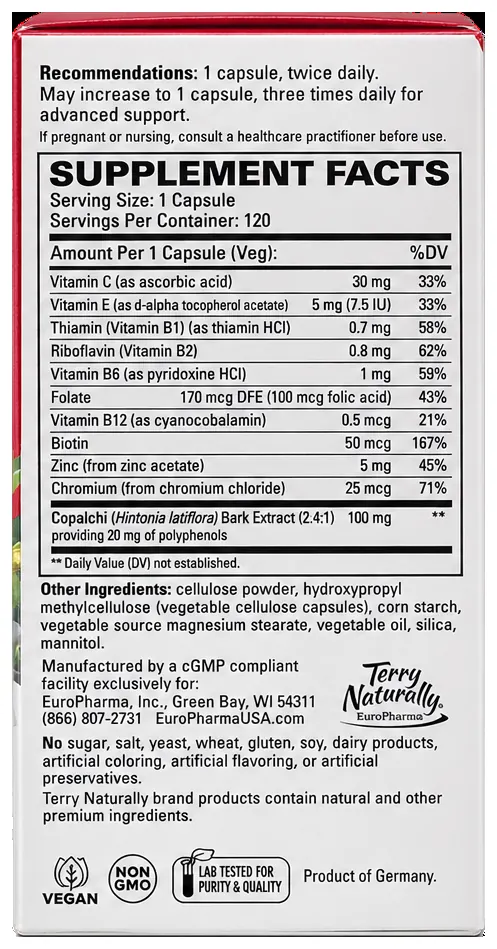 Recommendations: 1 capsule, twice daily.
May increase to 1 capsule, three times daily for
advanced support.
If pregnant or nursing, consult a healthcare practitioner before use.
SUPPLEMENT FACTS
Serving Size: 1 Capsule
Servings Per Container: 120
Amount Per 1 Capsule (Veg): %DV
Vitamin C (as ascorbic acid) 30 mg 33%
Vitamin E (as d-alpha tocopherol acetate) 5 mg (7.5 IU) 33%
Thiamin (Vitamin B1) (as thiamin HCl) 0.7 mg 58%
Riboflavin (Vitamin B2) 0.8 mg 62%
Vitamin B6 (as pyridoxine HCl) 1 mg 59%
Folate 170 mcg DFE (100 mcg folic acid) 43%
Vitamin B12 (as cyanocobalamin) 0.5 mcg 21%
Biotin 50 mcg 167%
Zinc (from zinc acetate) 5 mg 45%
Chromium (from chromium chloride) 25 mcg 71%
Copalchi (Hintonia latiflora) Bark Extract (2.4:1) 100 mg **
providing 20 mg of polyphenols
** Daily Value (DV) not established.
Other Ingredients: cellulose powder, hydroxypropyl
methylcellulose (vegetable cellulose capsules), corn starch,
vegetable source magnesium stearate, vegetable oil, silica,
mannitol.
Manufactured by a cGMP compliant
facility exclusively for:
EuroPharma, Inc., Green Bay, WI 54311
(866) 807-2731 EuroPharmaUSA.com
Terry
Naturally®
EuroPharma®
No sugar, salt, yeast, wheat, gluten, soy, dairy products,
artificial coloring, artificial flavoring, or artificial
preservatives.
Terry Naturally brand products contain natural and other
premium ingredients.
VEGAN
NON
GMO
LAB TESTED FOR
PURITY & QUALITY
Product of Germany.